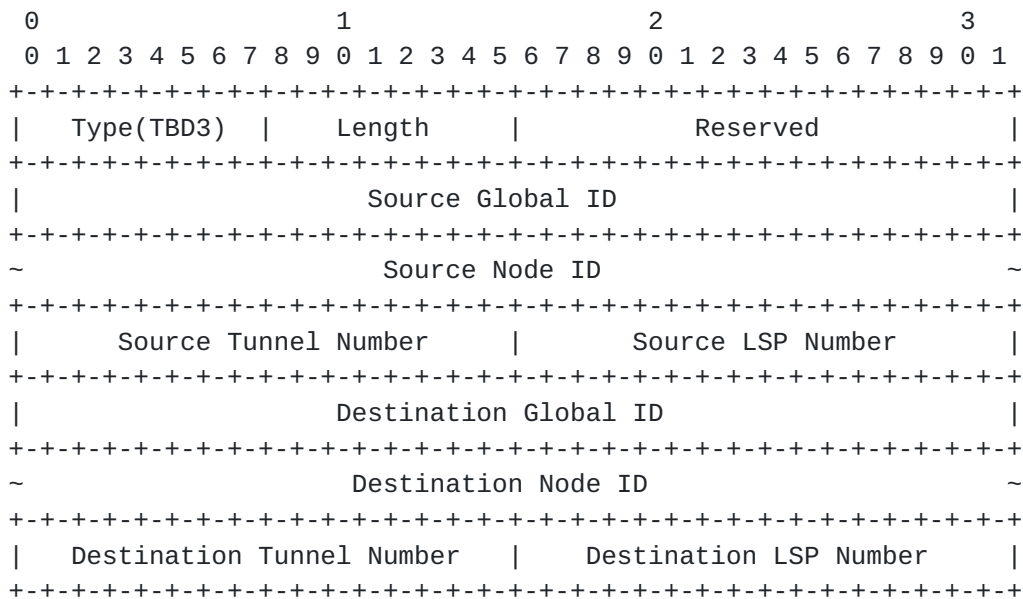 0                   1                   2                   3
 0 1 2 3 4 5 6 7 8 9 0 1 2 3 4 5 6 7 8 9 0 1 2 3 4 5 6 7 8 9 0 1
+-+-+-+-+-+-+-+-+-+-+-+-+-+-+-+-+-+-+-+-+-+-+-+-+-+-+-+-+-+-+-+-+
|   Type(TBD3)  |    Length     |           Reserved            |
+-+-+-+-+-+-+-+-+-+-+-+-+-+-+-+-+-+-+-+-+-+-+-+-+-+-+-+-+-+-+-+-+
|                      Source Global ID                         |
+-+-+-+-+-+-+-+-+-+-+-+-+-+-+-+-+-+-+-+-+-+-+-+-+-+-+-+-+-+-+-+-+
~                       Source Node ID                          ~
+-+-+-+-+-+-+-+-+-+-+-+-+-+-+-+-+-+-+-+-+-+-+-+-+-+-+-+-+-+-+-+-+
|      Source Tunnel Number     |       Source LSP Number       |
+-+-+-+-+-+-+-+-+-+-+-+-+-+-+-+-+-+-+-+-+-+-+-+-+-+-+-+-+-+-+-+-+
|                    Destination Global ID                      |
+-+-+-+-+-+-+-+-+-+-+-+-+-+-+-+-+-+-+-+-+-+-+-+-+-+-+-+-+-+-+-+-+
~                     Destination Node ID                       ~
+-+-+-+-+-+-+-+-+-+-+-+-+-+-+-+-+-+-+-+-+-+-+-+-+-+-+-+-+-+-+-+-+
|   Destination Tunnel Number   |    Destination LSP Number     |
+-+-+-+-+-+-+-+-+-+-+-+-+-+-+-+-+-+-+-+-+-+-+-+-+-+-+-+-+-+-+-+-+